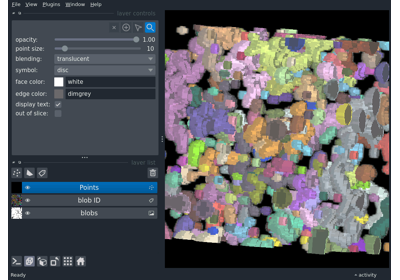 File View Plugins Window Help
layer controls
opacity: 1.00
point size: 10
blending: translucent
symbol: disc
face color: white
edge color: dimgrey
display text:
out of slice:
layer list
Points
blob ID
blobs
Ready
activity